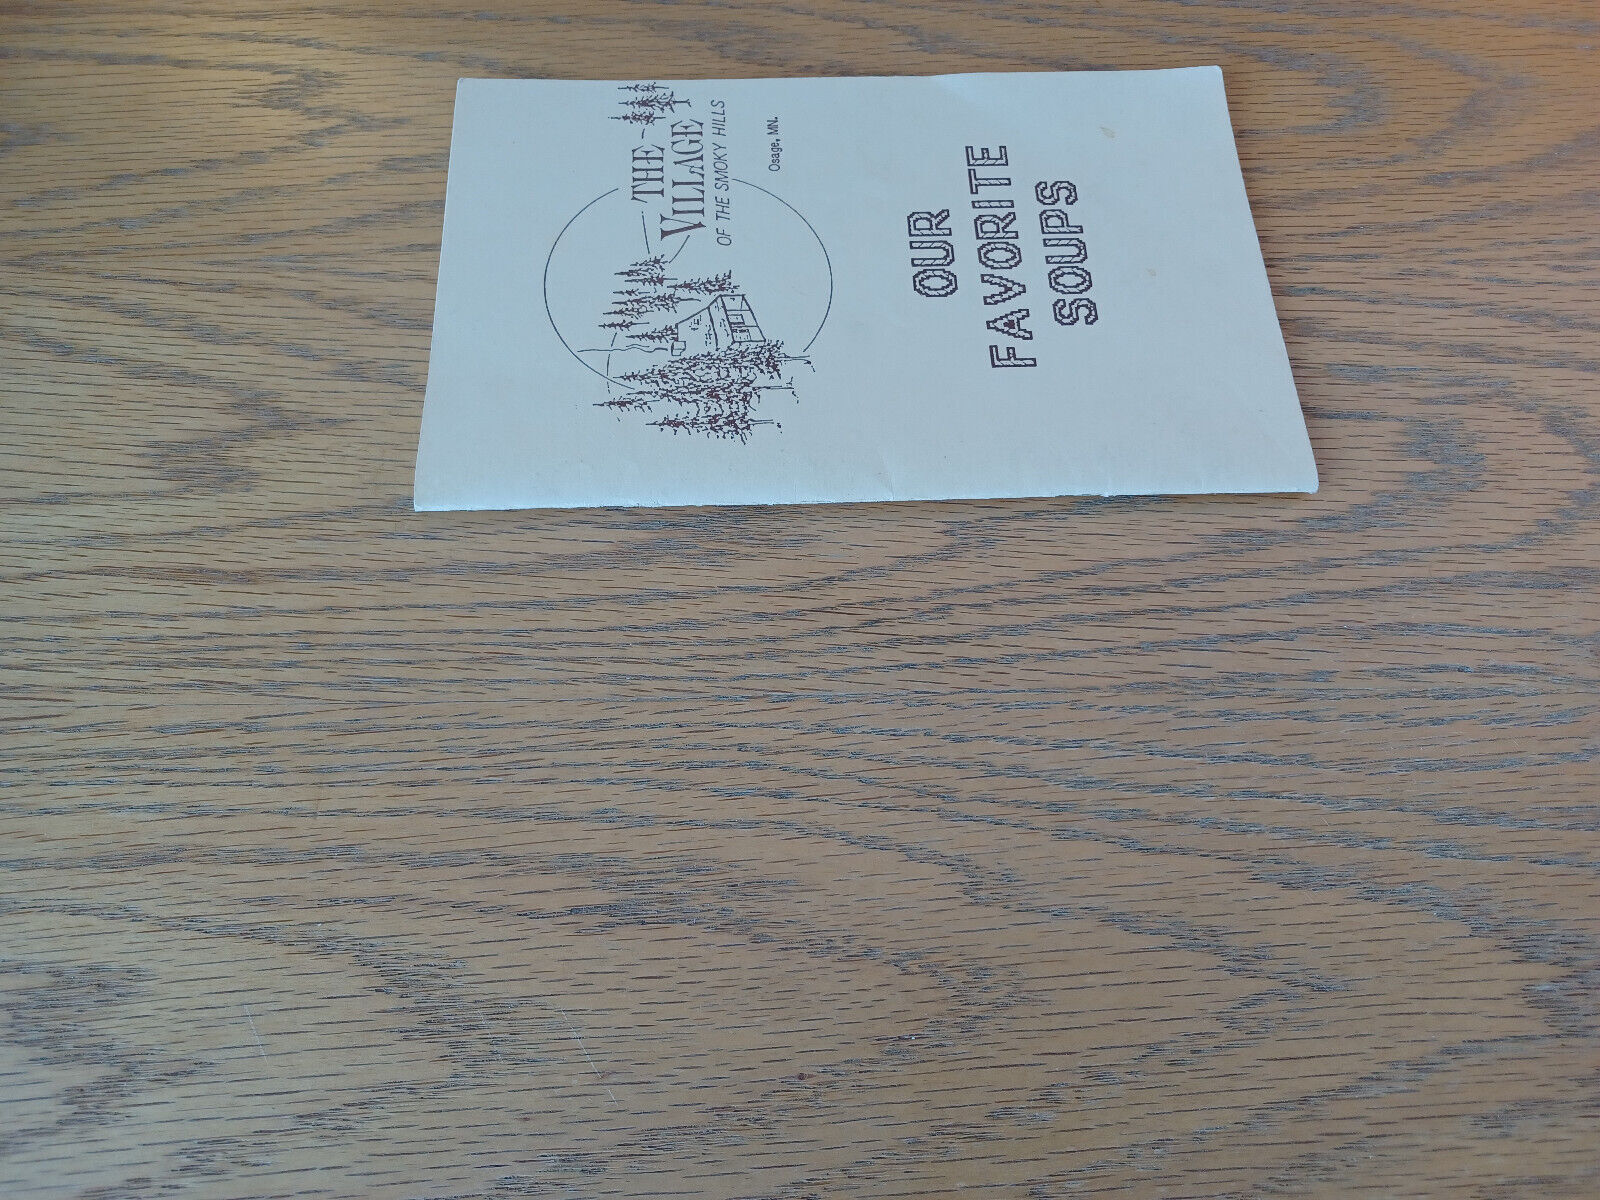 THE
VILLAGE
OF THE SMOKY HILLS
Osage, MN.
OUR
FAVORITE
SOUPS